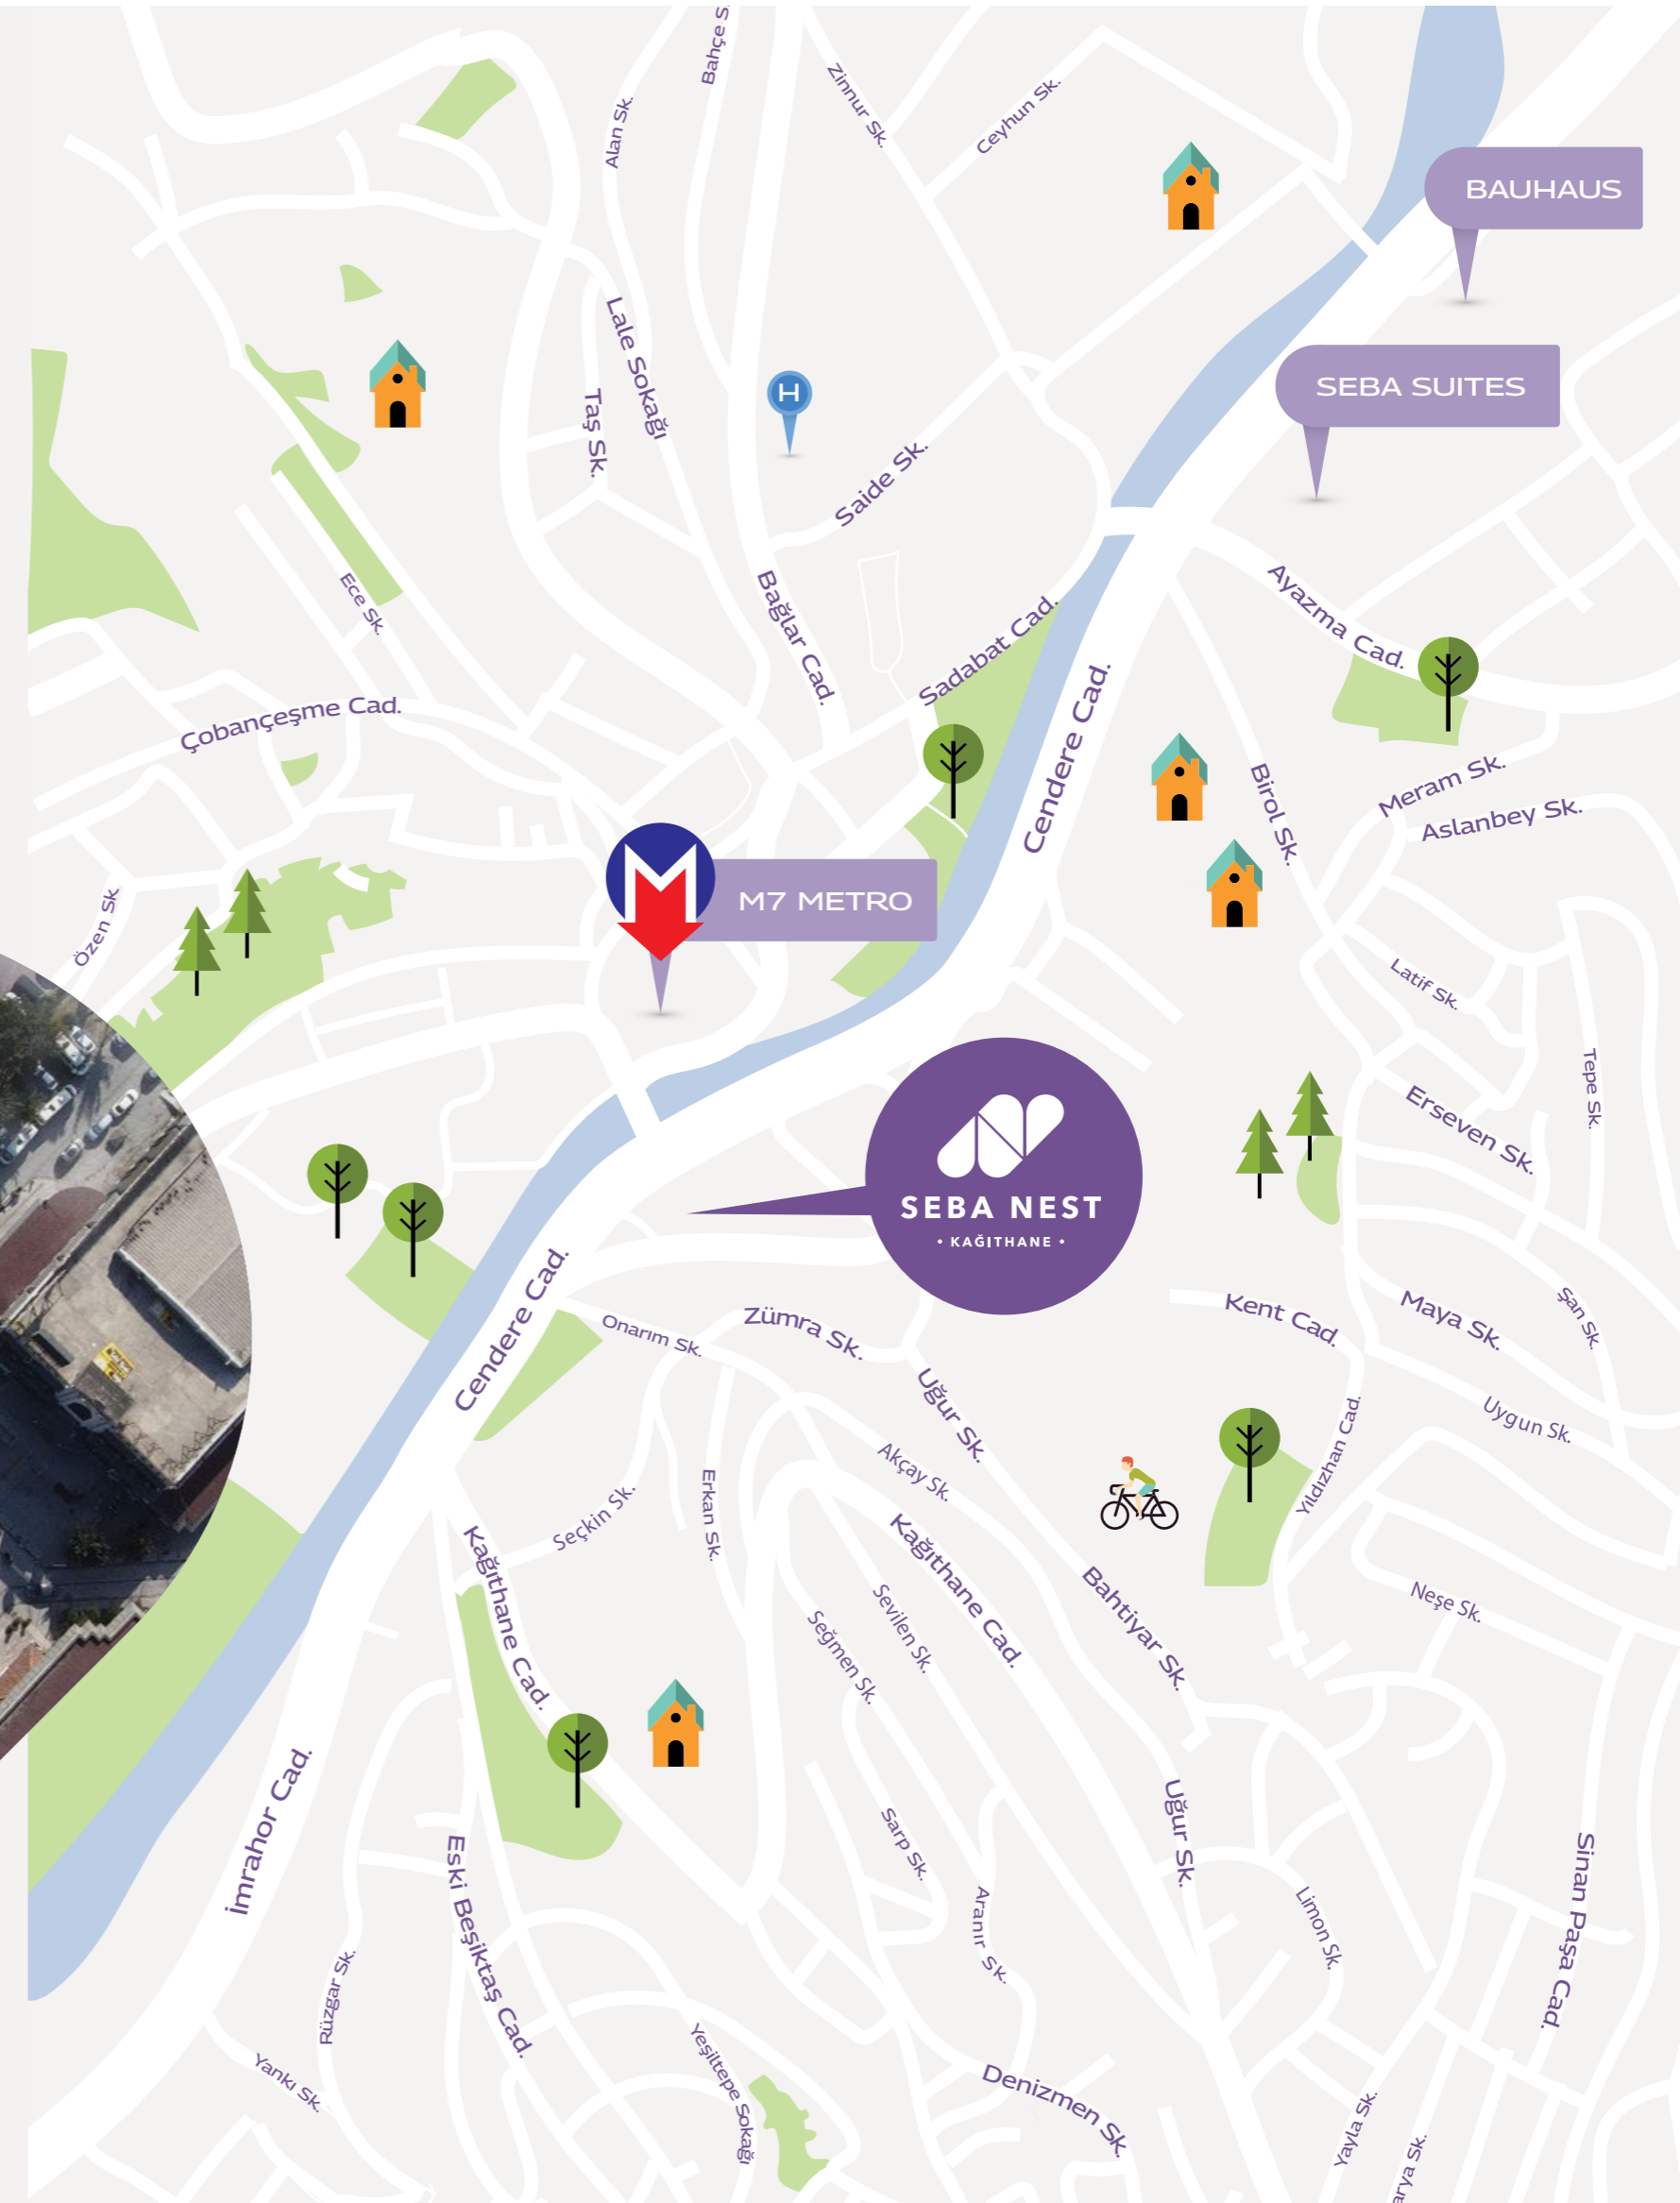 Bahçe S
Zinnur Sk.
Ceyhun Sk.
Alan Sk.
BAUHAUS
Lale Sokağı
SEBA SUITES
H
Taş Sk.
Saide Sk.
Ece Sk.
Bağlar Cad.
Ayazma Cad.
Sadabat Cad.
Çobançeşme Cad.
Cendere Cad.
Birol Sk.
Meram Sk.
Aslanbey Sk.
M
M7 METRO
Özen Sk
Latif Sk.
Tepe Sk.
Erseven Sk.
SEBA NEST
• KAĞITHANE •
Cendere Cad.
Onarım Sk.
Zümra Sk.
Kent Cad.
Maya Sk.
Şan Sk.
Uğur Sk.
Uygun Sk.
Yıldızhan Cad.
Akçay Sk.
Erkan Sk.
Seçkin Sk.
Kağıthane Cad.
Kağıthane Cad.
Sevilen Sk.
Seğmen Sk.
Bahtiyar Sk.
Neşe Sk.
İmrahor Cad.
Uğur Sk.
Sarp Sk.
Eski Beşiktaş Cad.
Aranır Sk.
Limon Sk.
Sinan Paşa Cad.
Rüzgar Sk.
Yankı Sk.
Yeşiltepe Sokağı
Denizmen Sk.
Yayla Sk.
arya Sk.